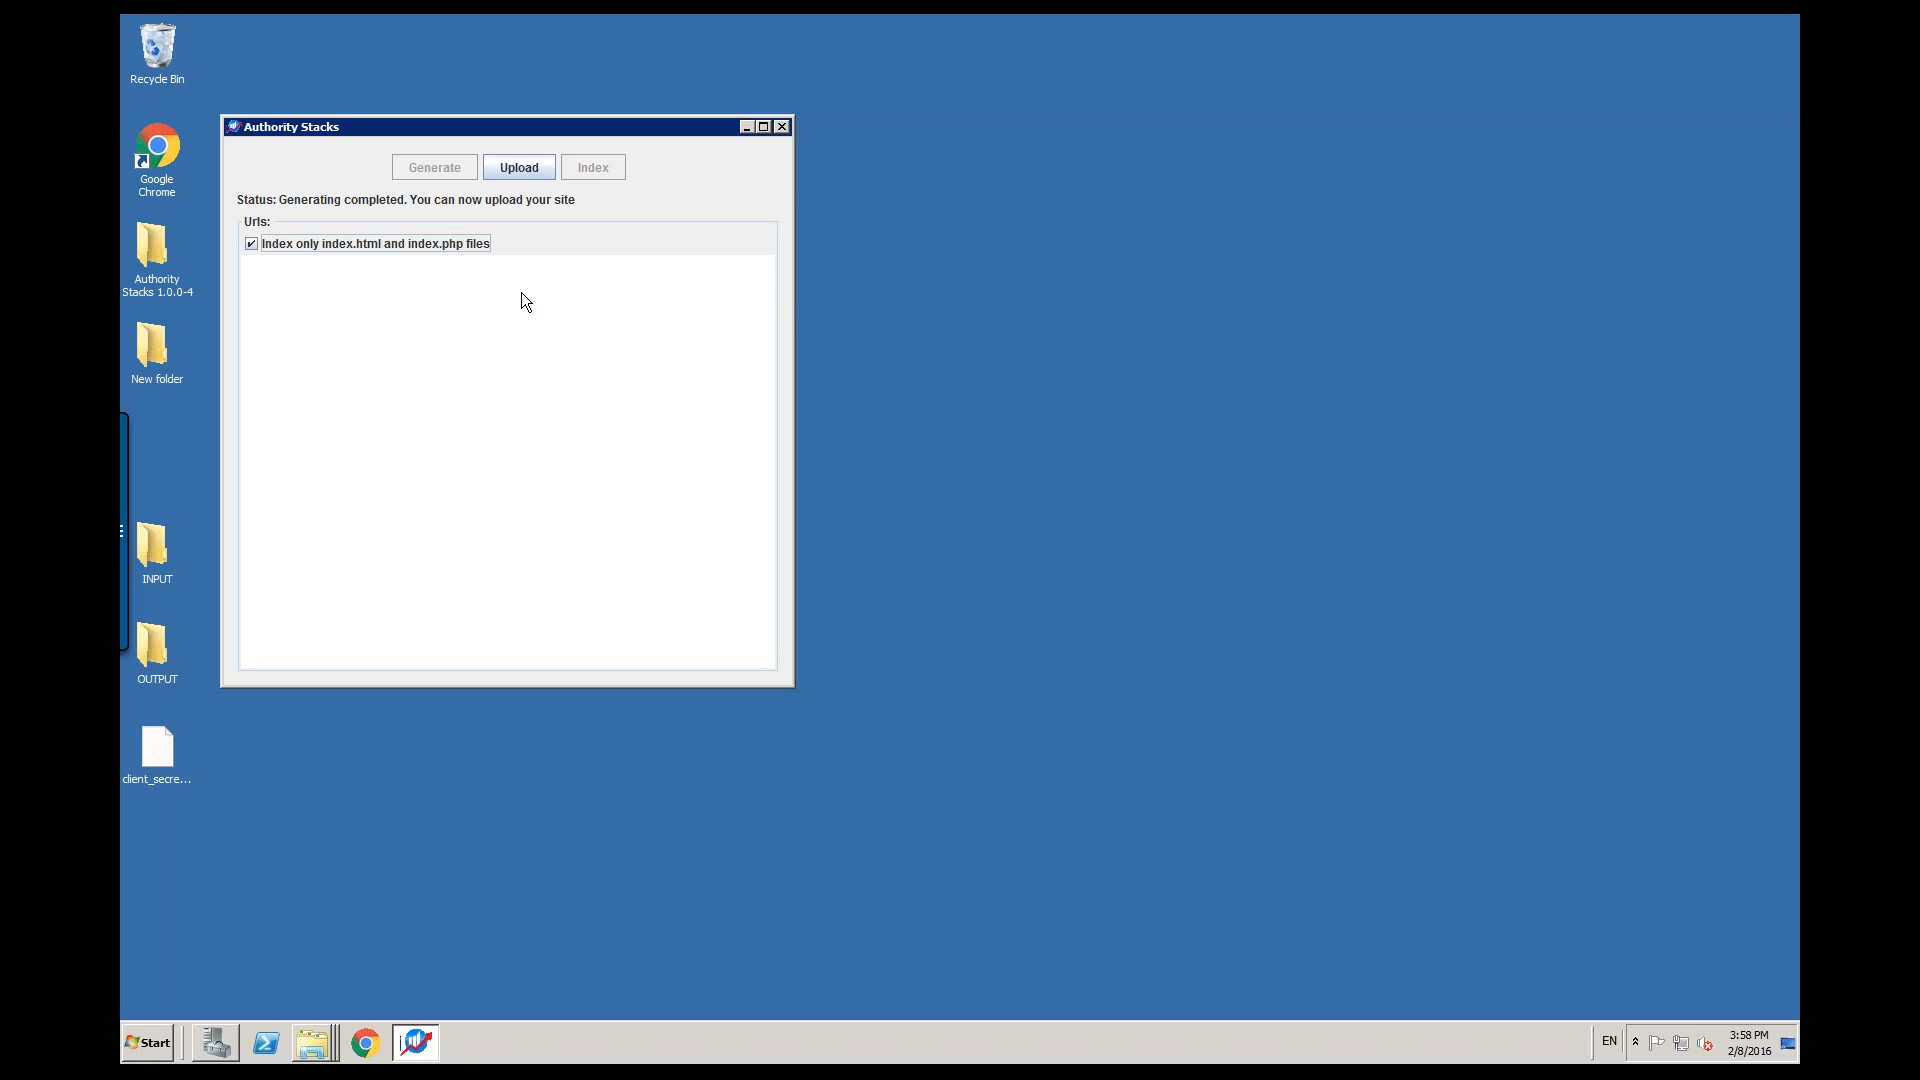 Recycle Bin
Google
Chrome
Authority
Stacks 1.0.0-4
New folder
INPUT
OUTPUT
client_secre...
Authority Stacks
Generate
Upload
Index
Status: Generating completed. You can now upload your site
Urls:
Index only index.html and index.php files
Start
EN
3:58 PM
2/8/2016